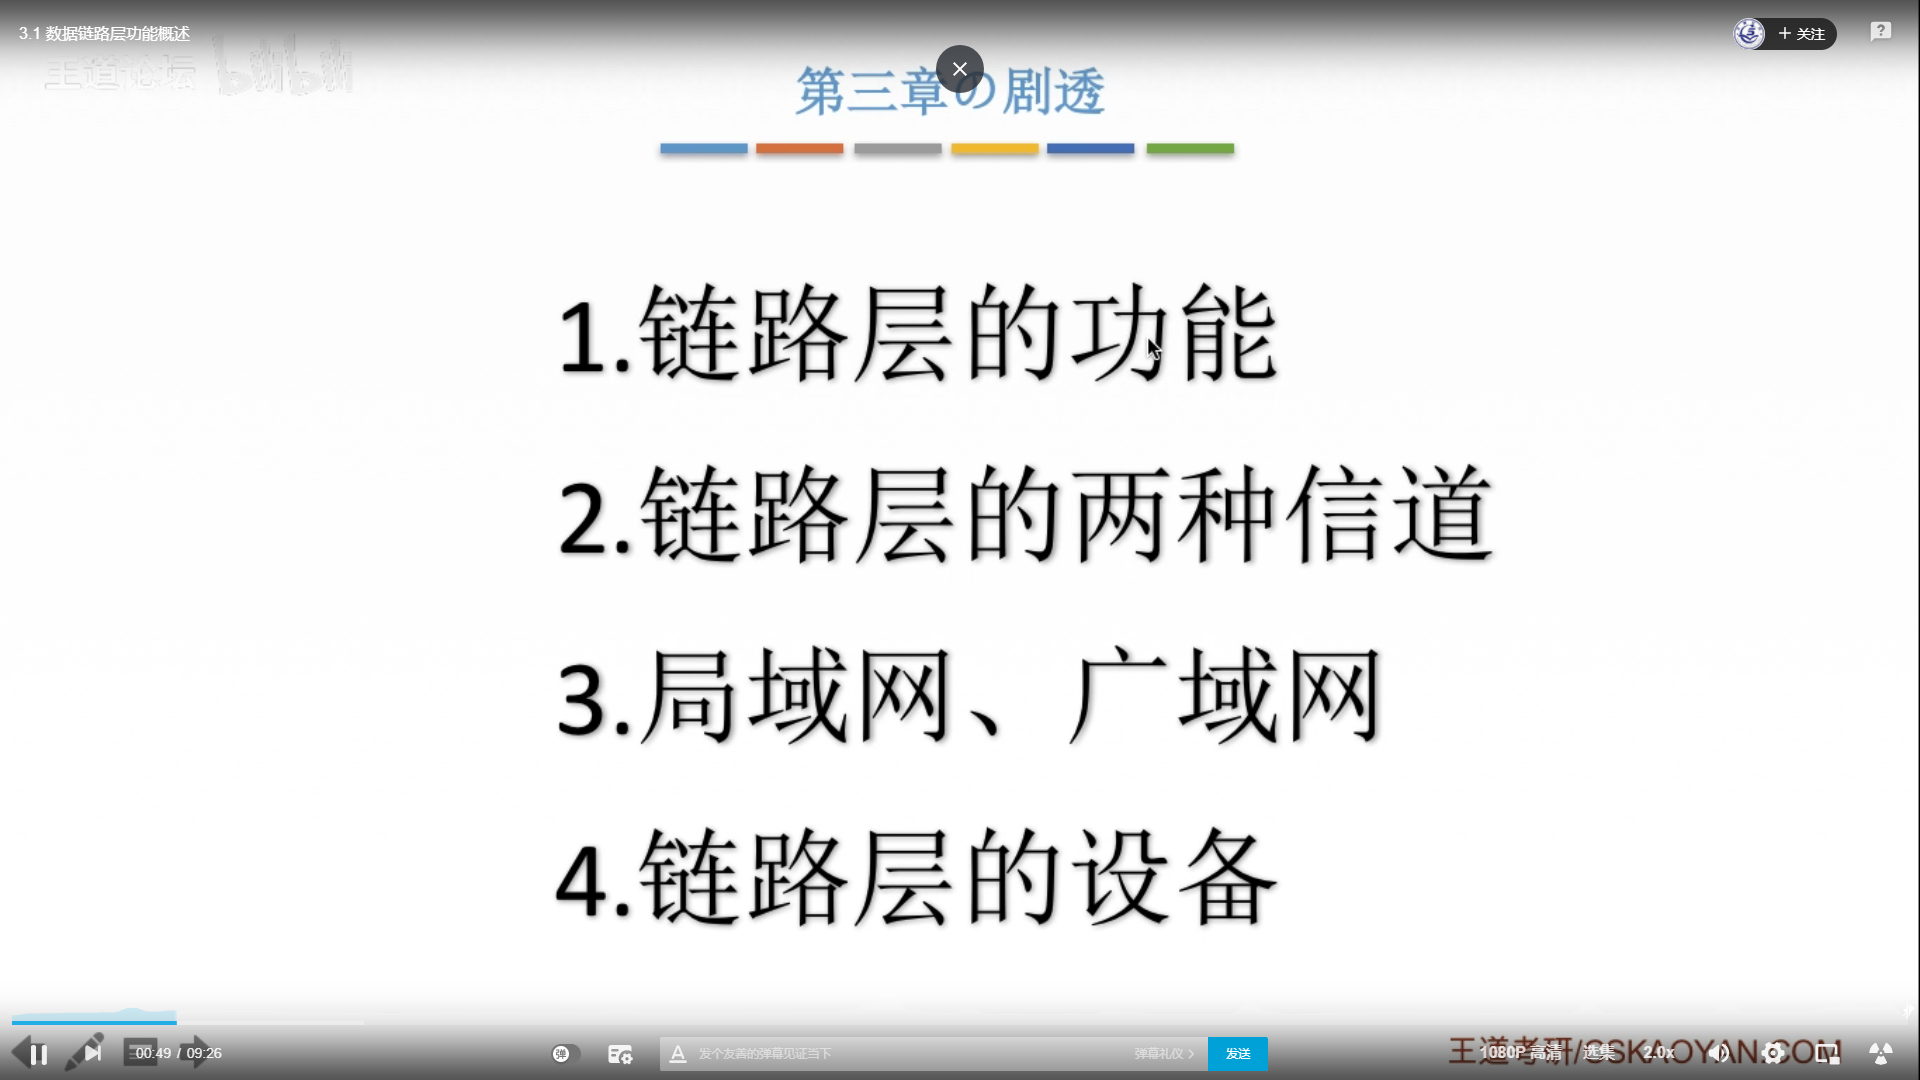 3.1 数据链路层功能概述
+ 关注
王道论坛 bilibili
第三章の剧透
1.链路层的功能
2.链路层的两种信道
3.局域网、广域网
4.链路层的设备
00:49 / 09:26
弹
发个友善的弹幕见证当下
弹幕礼仪 >
发送
王道考研/CSKAOYAN.COM
1080P 高清
选集
2.0x